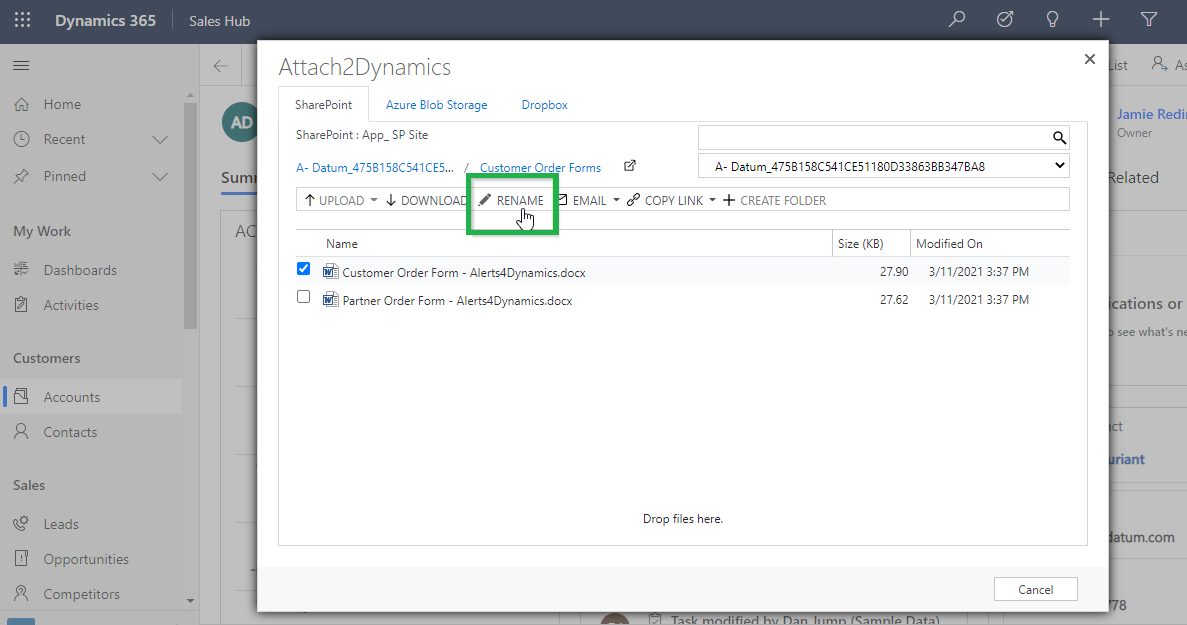 Dynamics 365 Sales Hub
Attach2Dynamics
SharePoint Azure Blob Storage Dropbox
SharePoint : App_ SP Site
A- Datum_475B158C541CE5... / Customer Order Forms
A- Datum_475B158C541CE51180D33863BB347BA8
UPLOAD DOWNLOAD RENAME EMAIL COPY LINK CREATE FOLDER
Name Size (KB) Modified On
Customer Order Form - Alerts4Dynamics.docx 27.90 3/11/2021 3:37 PM
Partner Order Form - Alerts4Dynamics.docx 27.62 3/11/2021 3:37 PM
Drop files here.
Cancel
Home
Recent
Pinned
My Work
Dashboards
Activities
Customers
Accounts
Contacts
Sales
Leads
Opportunities
Competitors
AD
Summ
AC
List
As
Jamie Redi
Owner
Related
ications or
o see what's ne
act
uriant
datum.com
778
Task modified by Dan Jump (Sample Data)